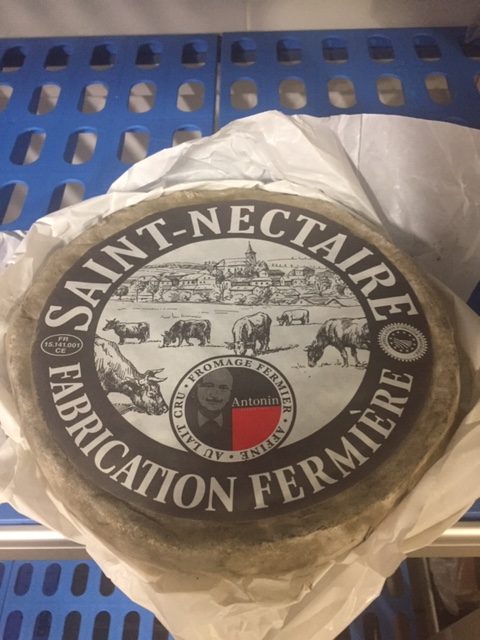 SAINT-NECTAIRE
FR
15.141.001
CE
FROMAGE FERMIER • AFFINÉ • AU LAIT CRU •
Antonin
FABRICATION FERMIÈRE